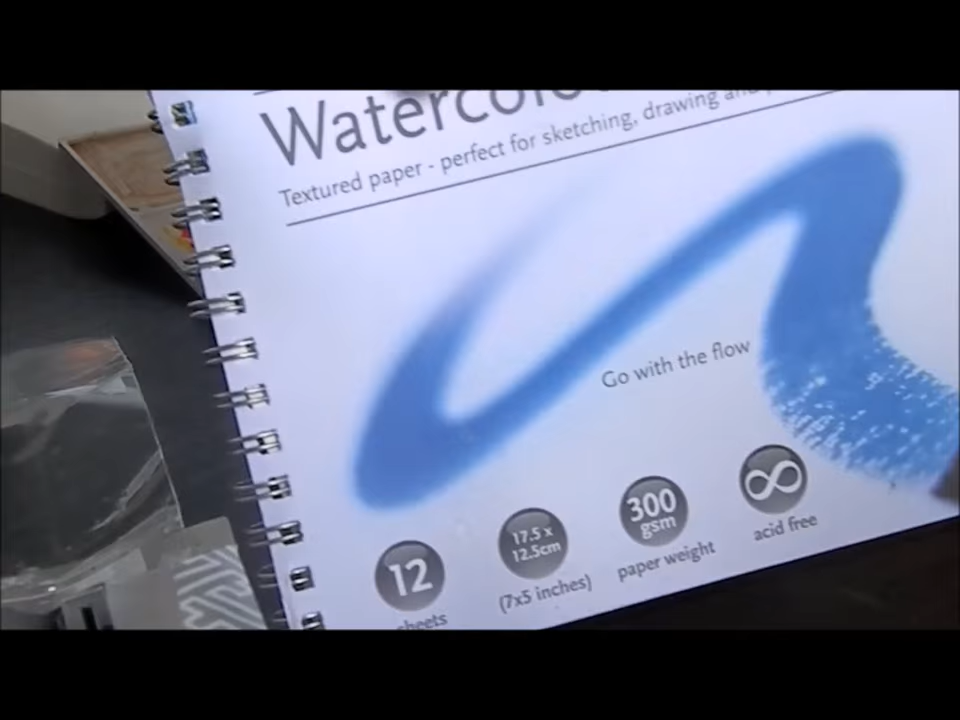 Textured paper - perfect for sketching, drawing and
Go with the flow
12
sheets
17.5 x
12.5cm
(7x5 inches)
300
gsm
paper weight
acid free